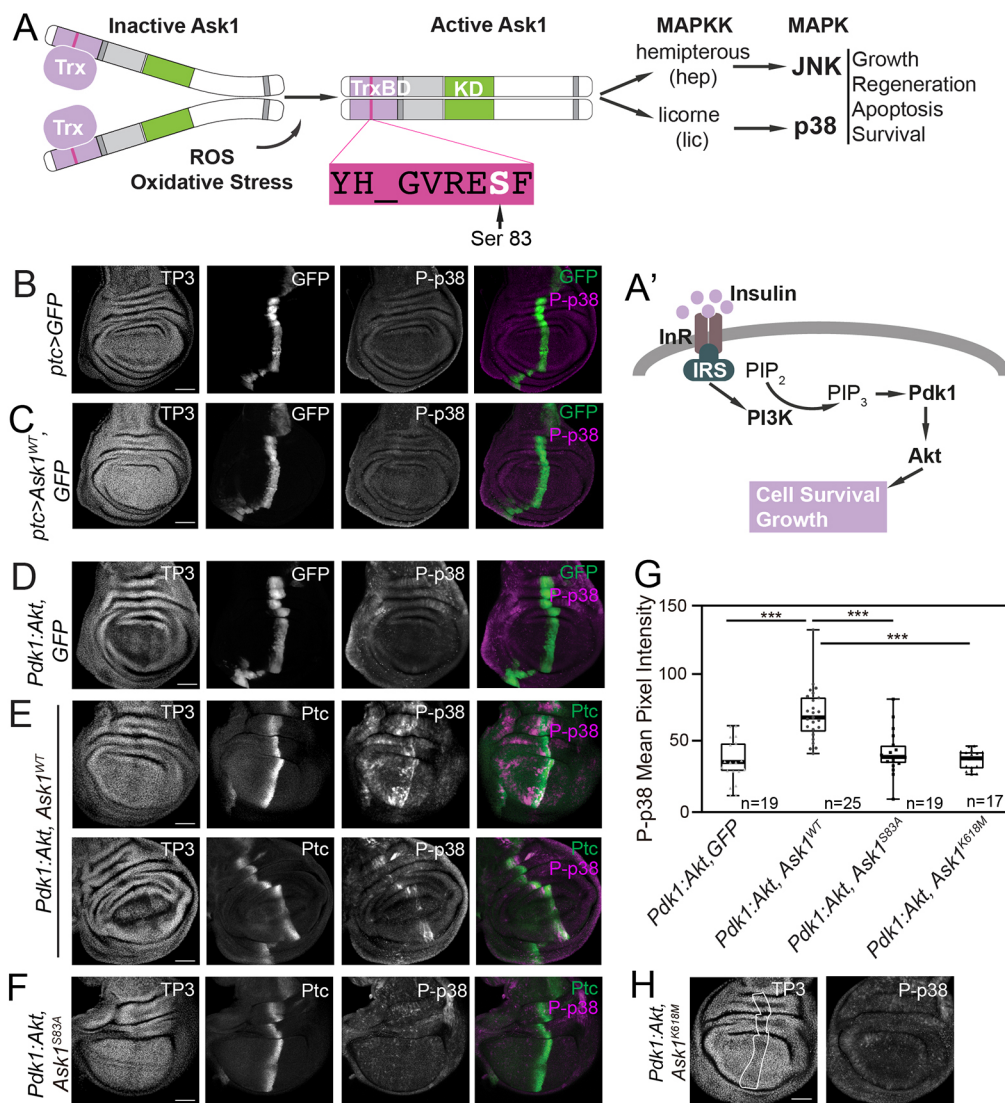 A
Inactive Ask1
Active Ask1
MAPKK
MAPK
Trx
Trx
TrxBD
KD
hemipterous
(hep)
licorne
(lic)
JNK
p38
Growth
Regeneration
Apoptosis
Survival
ROS
Oxidative Stress
YH_GVRESF
Ser 83
B
ptc>GFP
TP3
GFP
P-p38
GFP
P-p38
C
ptc>Ask1WT,
GFP
TP3
GFP
P-p38
GFP
P-p38
A'
Insulin
InR
IRS
PIP2
PI3K
PIP3
Pdk1
Akt
Cell Survival
Growth
D
Pdk1:Akt,
GFP
TP3
GFP
P-p38
GFP
P-p38
E
Pdk1:Akt, Ask1WT
TP3
Ptc
P-p38
Ptc
P-p38
TP3
Ptc
P-p38
Ptc
P-p38
F
Pdk1:Akt,
Ask1S83A
TP3
Ptc
P-p38
Ptc
P-p38
G
P-p38 Mean Pixel Intensity
150
100
50
0
***
***
***
n=19
n=25
n=19
n=17
Pdk1:Akt,GFP
Pdk1:Akt, Ask1WT
Pdk1:Akt, Ask1S83A
Pdk1:Akt, Ask1K618M
H
Pdk1:Akt,
Ask1K618M
TP3
P-p38